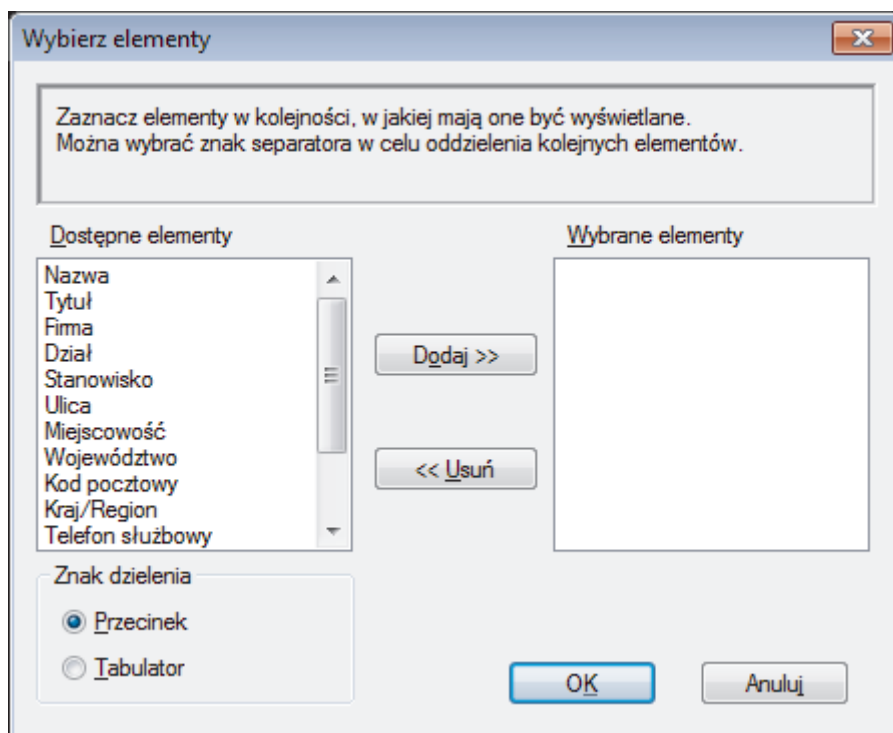 Wybierz elementy
Zaznacz elementy w kolejności, w jakiej mają one być wyświetlane.
Można wybrać znak separatora w celu oddzielenia kolejnych elementów.
Dostępne elementy
Wybrane elementy
Nazwa
Tytuł
Firma
Dział
Stanowisko
Ulica
Miejscowość
Województwo
Kod pocztowy
Kraj/Region
Telefon służbowy
Dodaj >>
<< Usuń
Znak dzielenia
Przecinek
Tabulator
OK
Anuluj